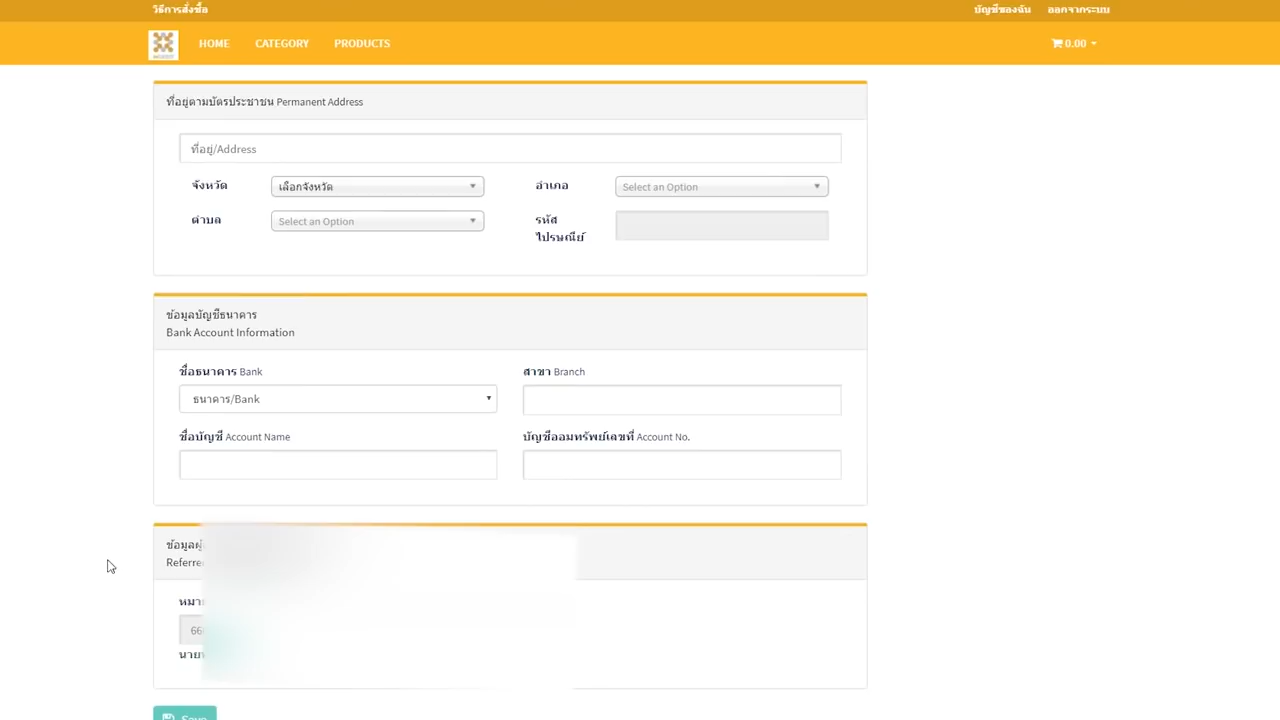 วิธีการสั่งซื้อ บัญชีของฉัน ออกจากระบบ
HOME CATEGORY PRODUCTS 0.00
ที่อยู่ตามบัตรประชาชน Permanent Address
ที่อยู่/Address
จังหวัด เลือกจังหวัด อำเภอ Select an Option
ตำบล Select an Option รหัส
ไปรษณีย์
ข้อมูลบัญชีธนาคาร
Bank Account Information
ชื่อธนาคาร Bank สาขา Branch
ธนาคาร/Bank
ชื่อบัญชี Account Name บัญชีออมทรัพย์เลขที่ Account No.
Save